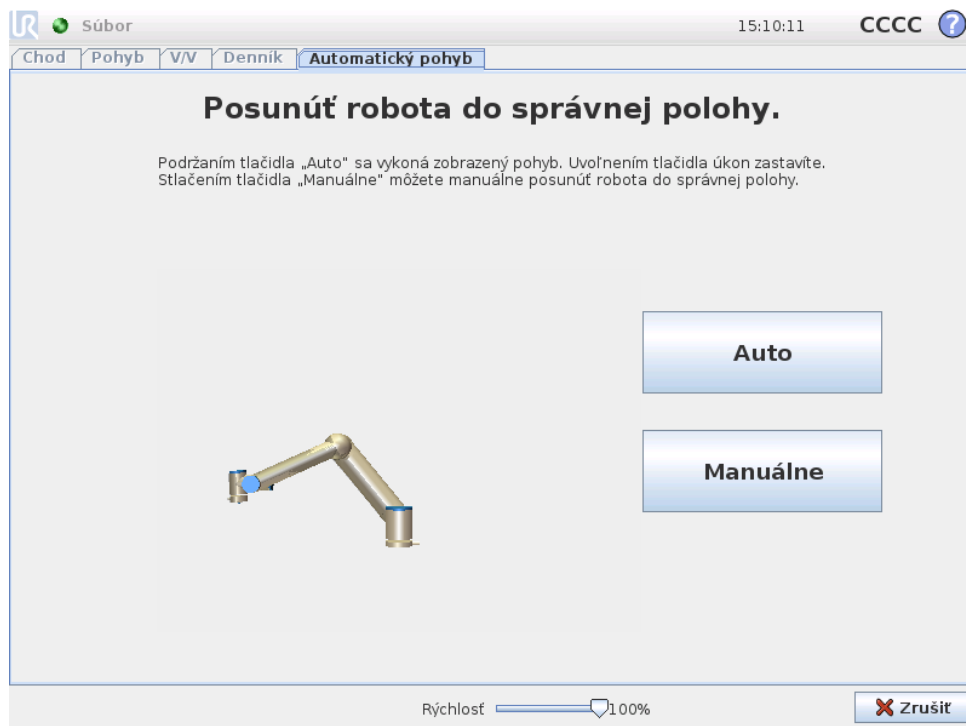 UR Súbor 15:10:11 CCCC ?
Chod Pohyb V/V Denník Automatický pohyb
Posunúť robota do správnej polohy.
Podržaním tlačidla „Auto" sa vykoná zobrazený pohyb. Uvoľnením tlačidla úkon zastavíte.
Stlačením tlačidla „Manuálne" môžete manuálne posunúť robota do správnej polohy.
Auto
Manuálne
Rýchlosť 100% Zrušiť